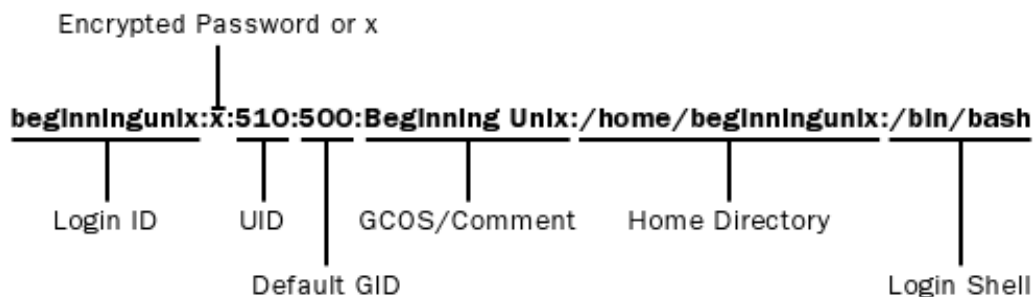 Encrypted Password or x
beginningunix:x:510:500:Beginning Unix:/home/beginningunix:/bin/bash
Login ID UID GCOS/Comment Home Directory
Default GID Login Shell